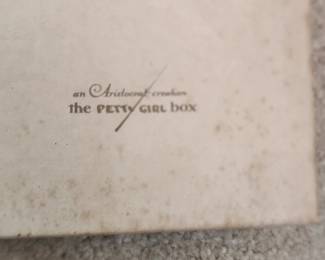 an Aristocrat creation
the PETTY GIRL box